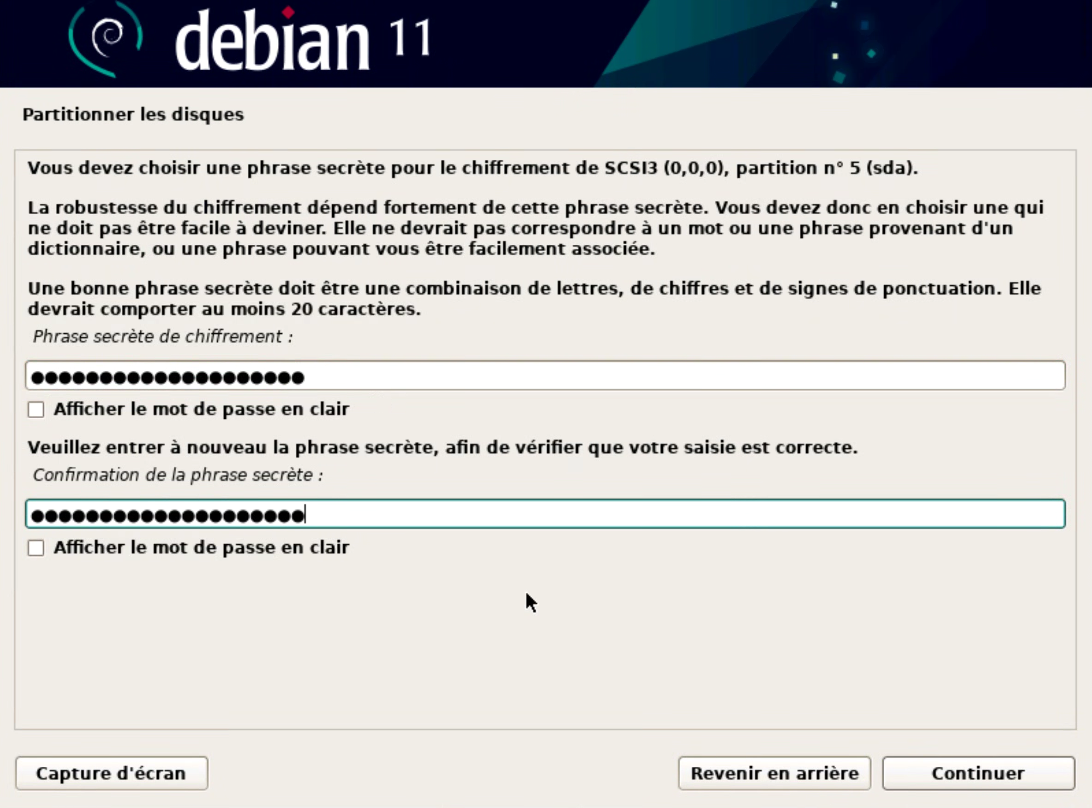 debian 11
Partitionner les disques
Vous devez choisir une phrase secrète pour le chiffrement de SCSI3 (0,0,0), partition n° 5 (sda).
La robustesse du chiffrement dépend fortement de cette phrase secrète. Vous devez donc en choisir une qui
ne doit pas être facile à deviner. Elle ne devrait pas correspondre à un mot ou une phrase provenant d'un
dictionnaire, ou une phrase pouvant vous être facilement associée.
Une bonne phrase secrète doit être une combinaison de lettres, de chiffres et de signes de ponctuation. Elle
devrait comporter au moins 20 caractères.
Phrase secrète de chiffrement :
●●●●●●●●●●●●●●●●●●●●
Afficher le mot de passe en clair
Veuillez entrer à nouveau la phrase secrète, afin de vérifier que votre saisie est correcte.
Confirmation de la phrase secrète :
●●●●●●●●●●●●●●●●●●●●
Afficher le mot de passe en clair
Capture d'écran
Revenir en arrière
Continuer